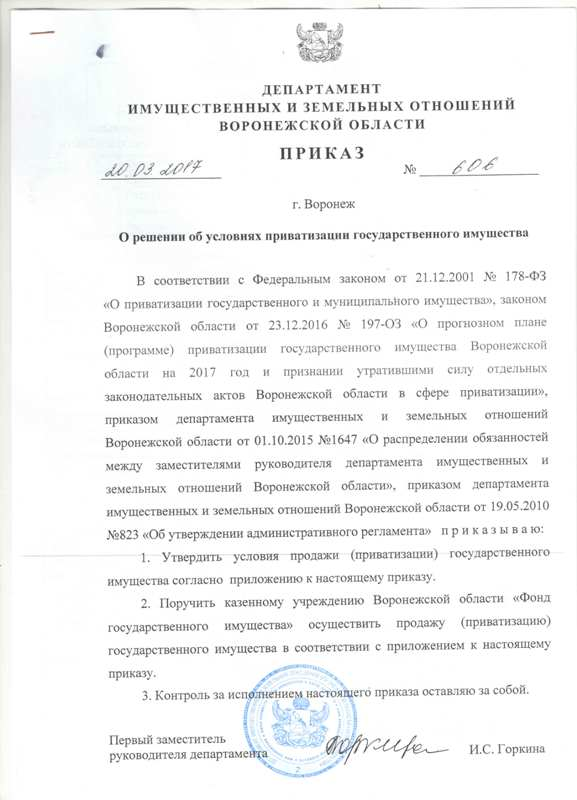 ДЕПАРТАМЕНТ
ИМУЩЕСТВЕННЫХ И ЗЕМЕЛЬНЫХ ОТНОШЕНИЙ
ВОРОНЕЖСКОЙ ОБЛАСТИ
ПРИКАЗ
20.03.2017 № 606
г. Воронеж
О решении об условиях приватизации государственного имущества
В соответствии с Федеральным законом от 21.12.2001 № 178-ФЗ
«О приватизации государственного и муниципального имущества», законом
Воронежской области от 23.12.2016 № 197-ОЗ «О прогнозном плане
(программе) приватизации государственного имущества Воронежской
области на 2017 год и признании утратившими силу отдельных
законодательных актов Воронежской области в сфере приватизации»,
приказом департамента имущественных и земельных отношений
Воронежской области от 01.10.2015 №1647 «О распределении обязанностей
между заместителями руководителя департамента имущественных и
земельных отношений Воронежской области», приказом департамента
имущественных и земельных отношений Воронежской области от 19.05.2010
№823 «Об утверждении административного регламента» п р и к а з ы в а ю:
1. Утвердить условия продажи (приватизации) государственного
имущества согласно приложению к настоящему приказу.
2. Поручить казенному учреждению Воронежской области «Фонд
государственного имущества» осуществить продажу (приватизацию)
государственного имущества в соответствии с приложением к настоящему
приказу.
3. Контроль за исполнением настоящего приказа оставляю за собой.
Первый заместитель
руководителя департамента И.С. Горкина